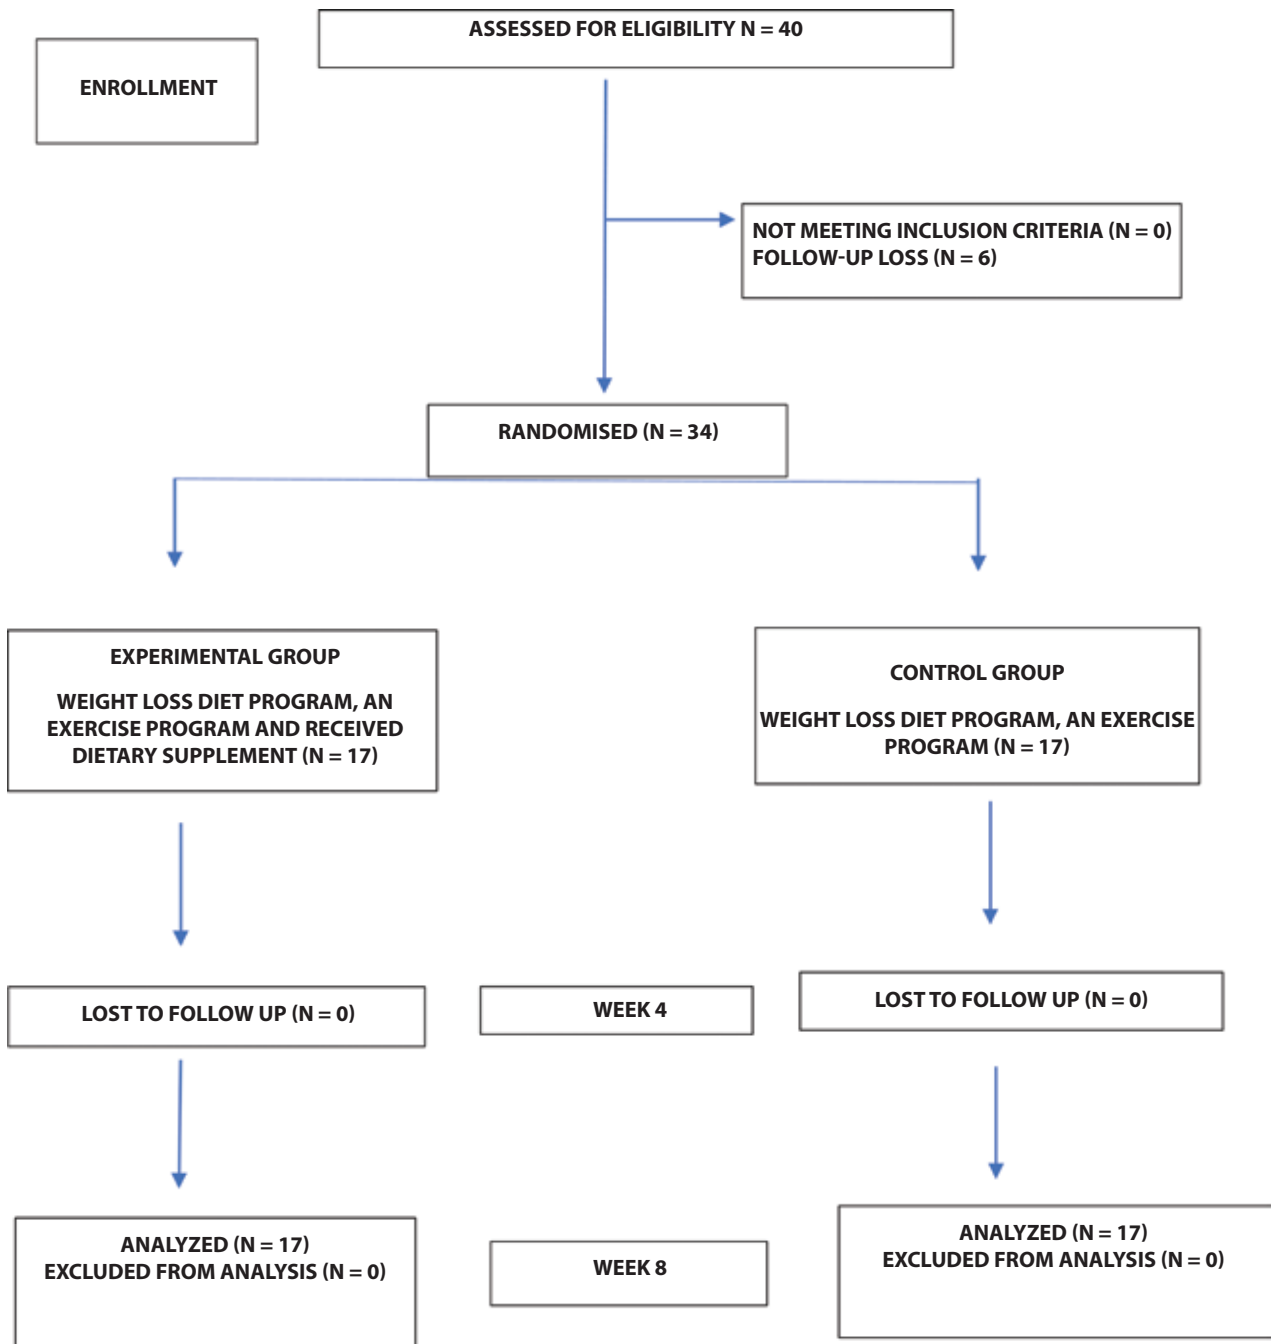 ASSESSED FOR ELIGIBILITY N = 40
ENROLLMENT
NOT MEETING INCLUSION CRITERIA (N = 0)
FOLLOW-UP LOSS (N = 6)
RANDOMISED (N = 34)
EXPERIMENTAL GROUP
WEIGHT LOSS DIET PROGRAM, AN
EXERCISE PROGRAM AND RECEIVED
DIETARY SUPPLEMENT (N = 17)
CONTROL GROUP
WEIGHT LOSS DIET PROGRAM, AN EXERCISE
PROGRAM (N = 17)
LOST TO FOLLOW UP (N = 0)
WEEK 4
LOST TO FOLLOW UP (N = 0)
ANALYZED (N = 17)
EXCLUDED FROM ANALYSIS (N = 0)
WEEK 8
ANALYZED (N = 17)
EXCLUDED FROM ANALYSIS (N = 0)